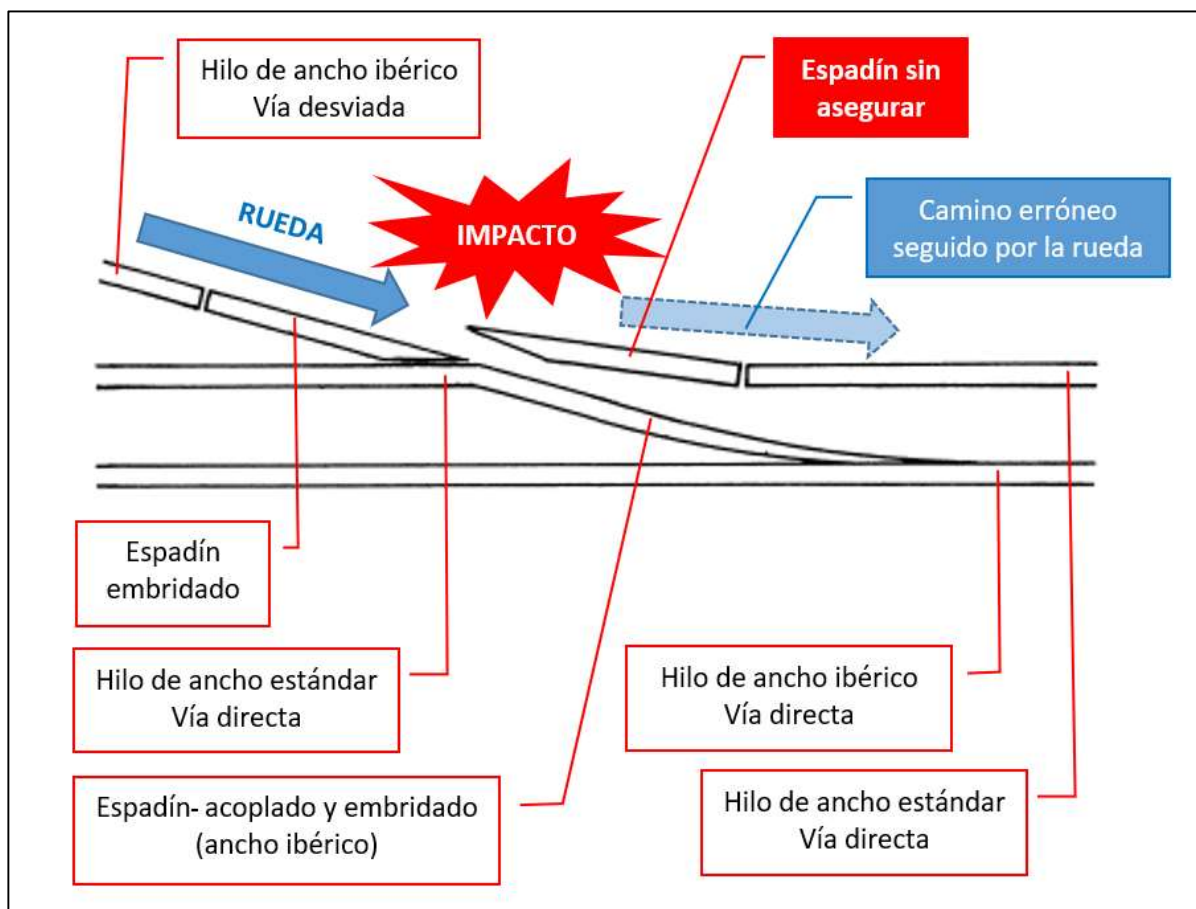 Hilo de ancho ibérico
Vía desviada
Espadín sin
asegurar
RUEDA
IMPACTO
Camino erróneo
seguido por la rueda
Espadín
embridado
Hilo de ancho estándar
Vía directa
Hilo de ancho ibérico
Vía directa
Espadín- acoplado y embridado
(ancho ibérico)
Hilo de ancho estándar
Vía directa